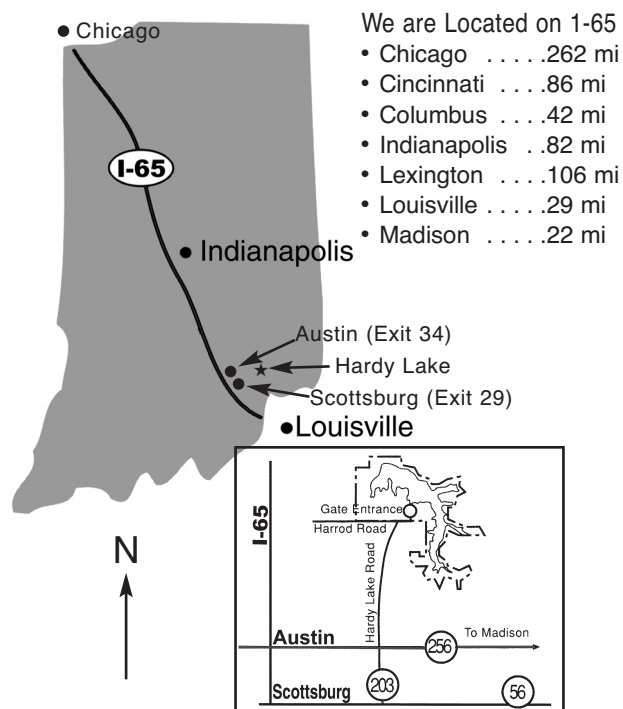 We are Located on 1-65
• Chicago . . . . .262 mi
• Cincinnati . . . .86 mi
• Columbus . . . .42 mi
• Indianapolis . .82 mi
• Lexington . . . .106 mi
• Louisville . . . .29 mi
• Madison . . . . .22 mi
Chicago
I-65
Indianapolis
Austin (Exit 34)
Hardy Lake
Scottsburg (Exit 29)
Louisville
N
I-65
Gate Entrance
Harrod Road
Hardy Lake Road
Austin
256
To Madison
Scottsburg
203
56